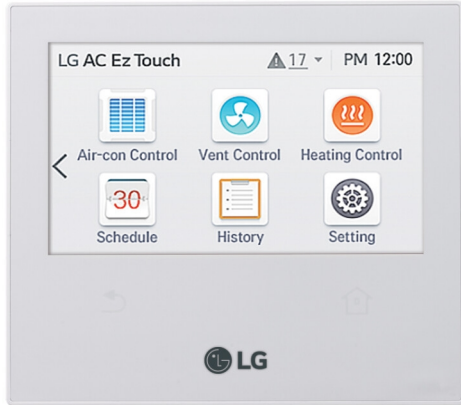 LG AC Ez Touch 17 PM 12:00
Air-con Control Vent Control Heating Control
30
Schedule History Setting
LG